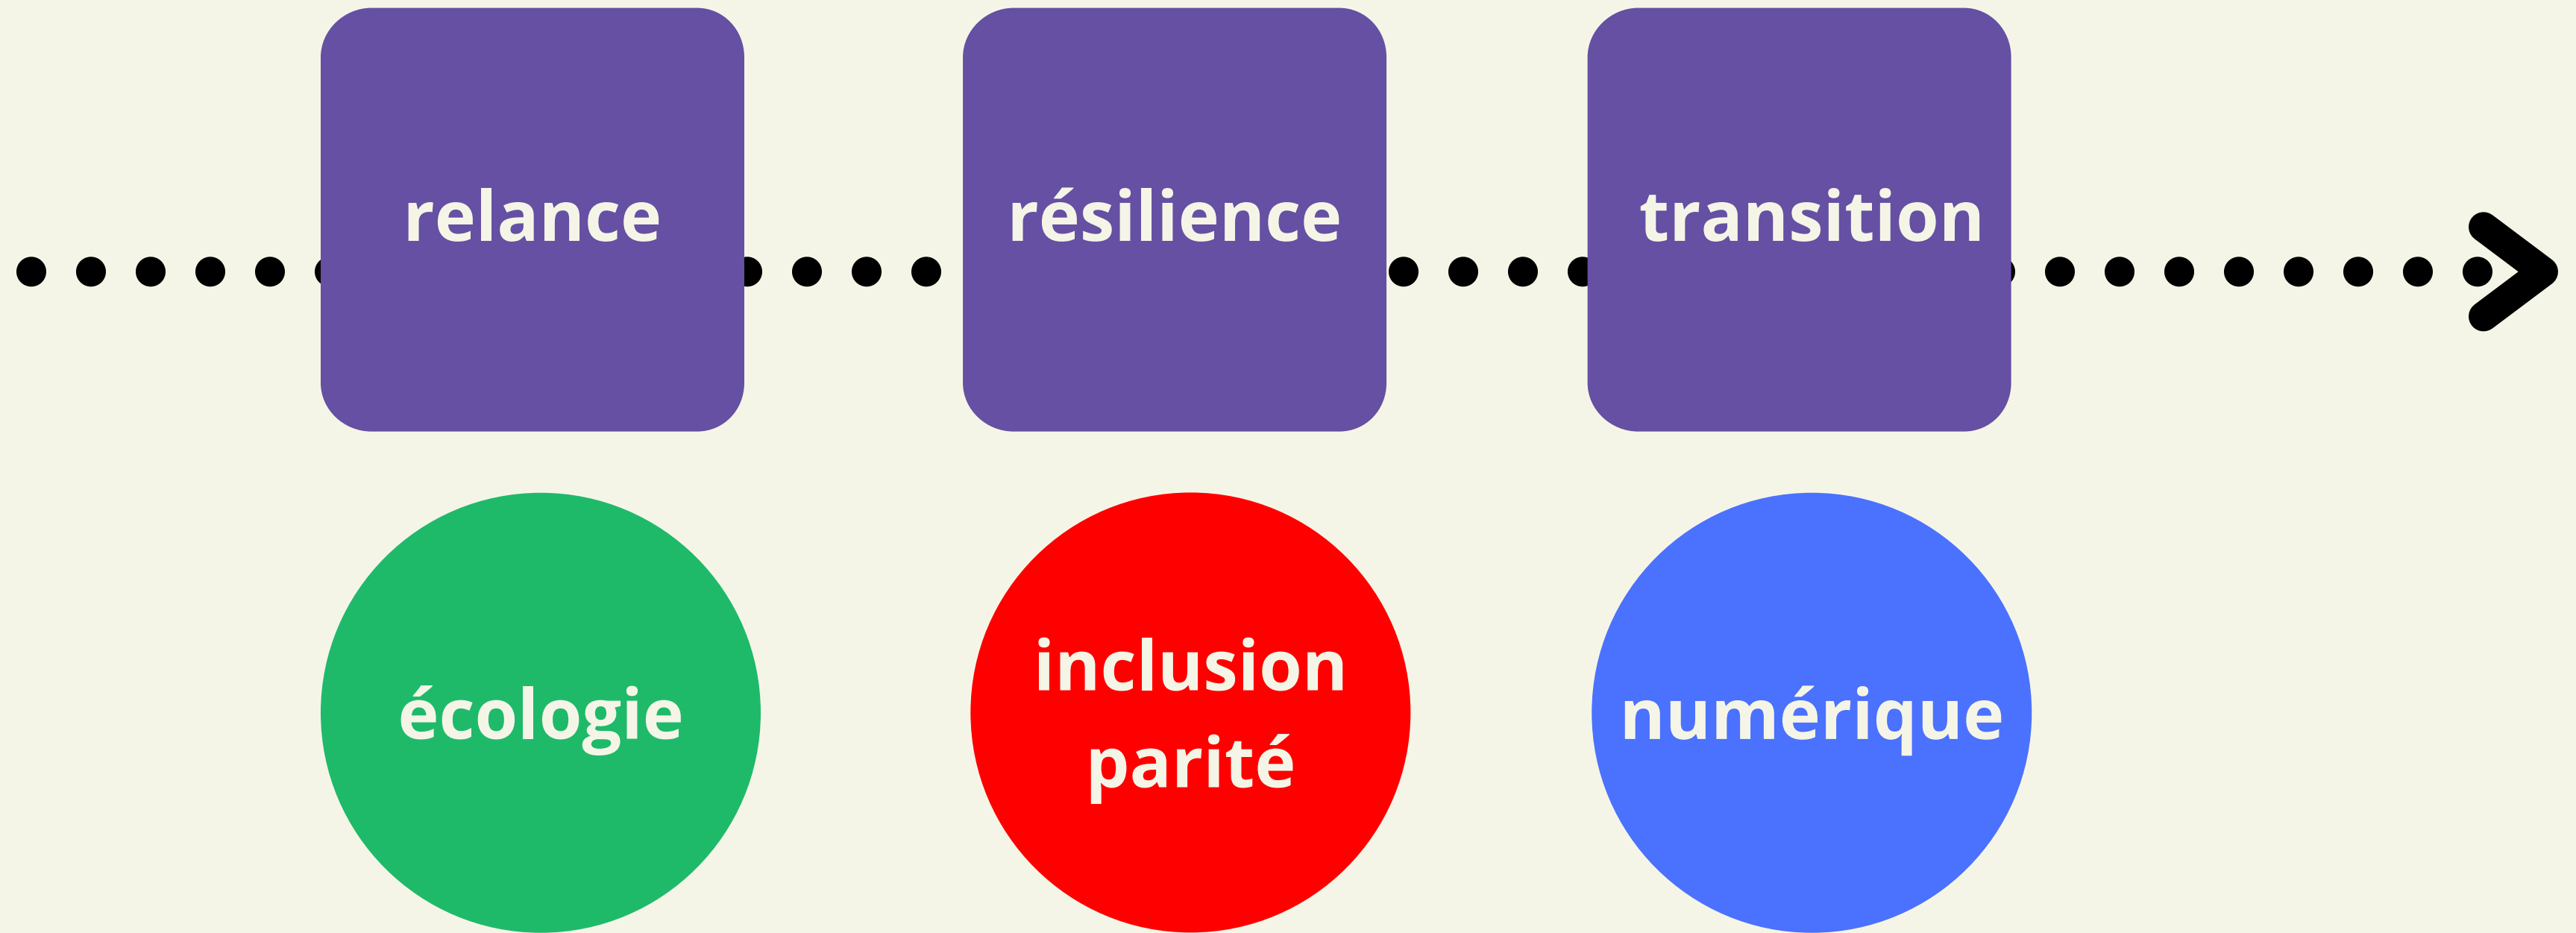 relance
résilience
transition
écologie
inclusion
parité
numérique